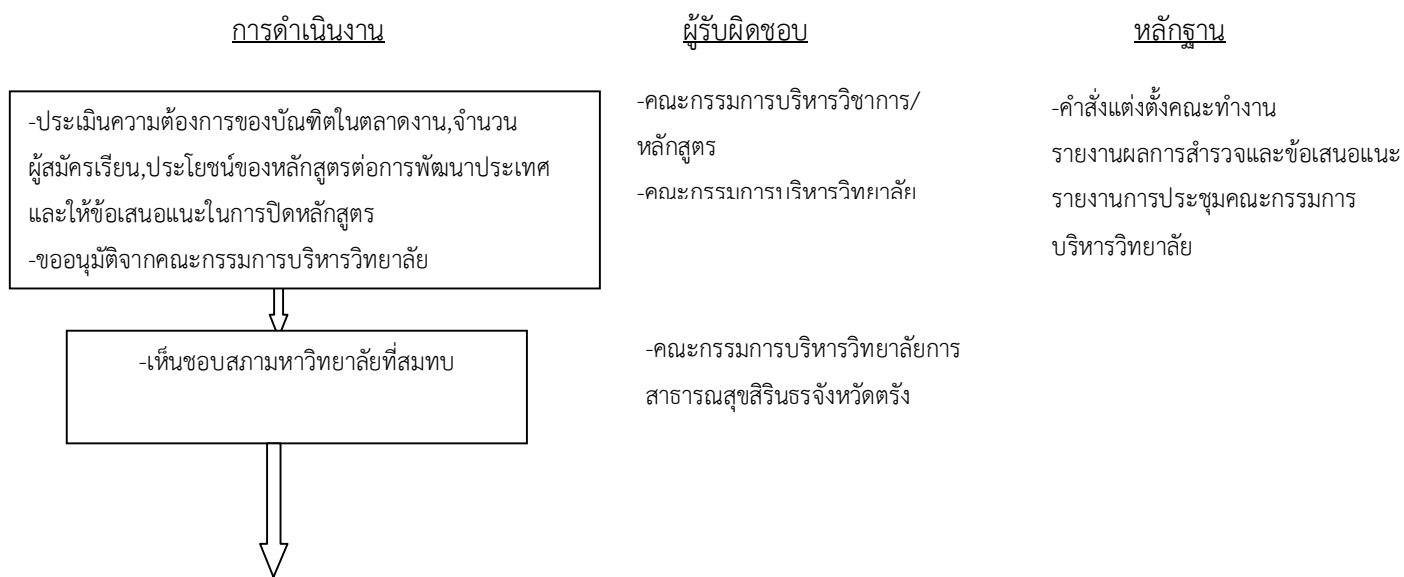 การดำเนินงาน
ผู้รับผิดชอบ
หลักฐาน
-ประเมินความต้องการของบัณฑิตในตลาดงาน,จำนวน
ผู้สมัครเรียน,ประโยชน์ของหลักสูตรต่อการพัฒนาประเทศ
และให้ข้อเสนอแนะในการปิดหลักสูตร
-ขออนุมัติจากคณะกรรมการบริหารวิทยาลัย
-คณะกรรมการบริหารวิชาการ/
หลักสูตร
-คณะกรรมการบริหารวิทยาลัย
-คำสั่งแต่งตั้งคณะทำงาน
รายงานผลการสำรวจและข้อเสนอแนะ
รายงานการประชุมคณะกรรมการ
บริหารวิทยาลัย
-เห็นชอบสภามหาวิทยาลัยที่สมทบ
-คณะกรรมการบริหารวิทยาลัยการ
สาธารณสุขสิรินธรจังหวัดตรัง